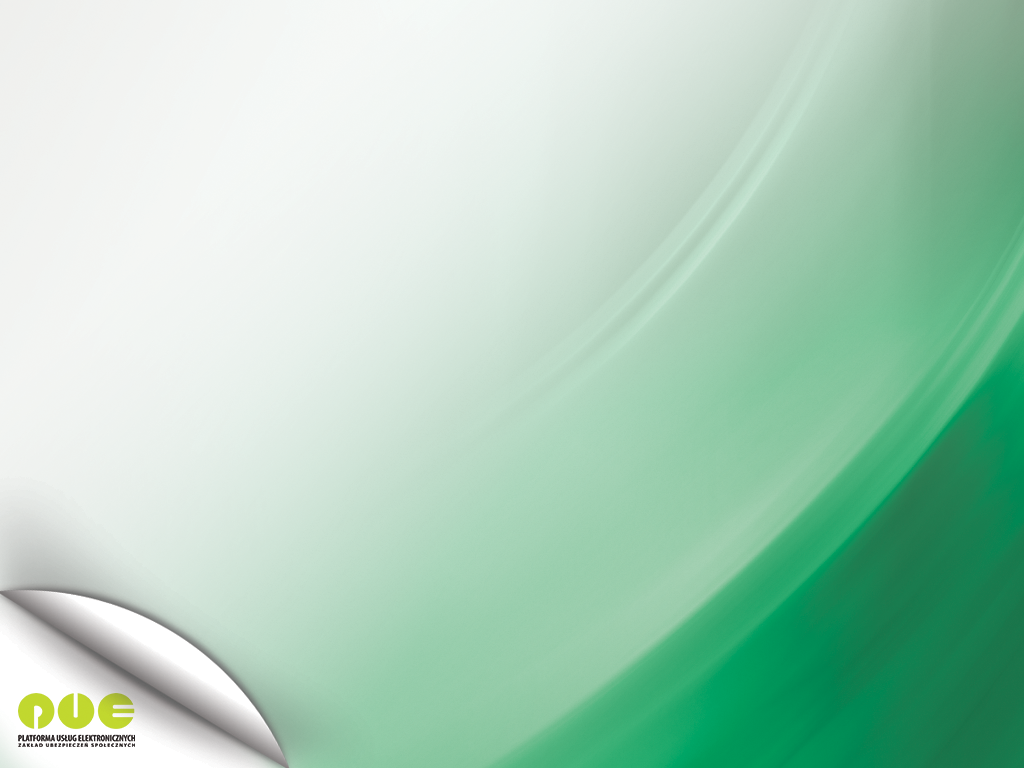 PUE
PLATFORMA USŁUG ELEKTRONICZNYCH
ZAKŁAD UBEZPIECZEŃ SPOŁECZNYCH